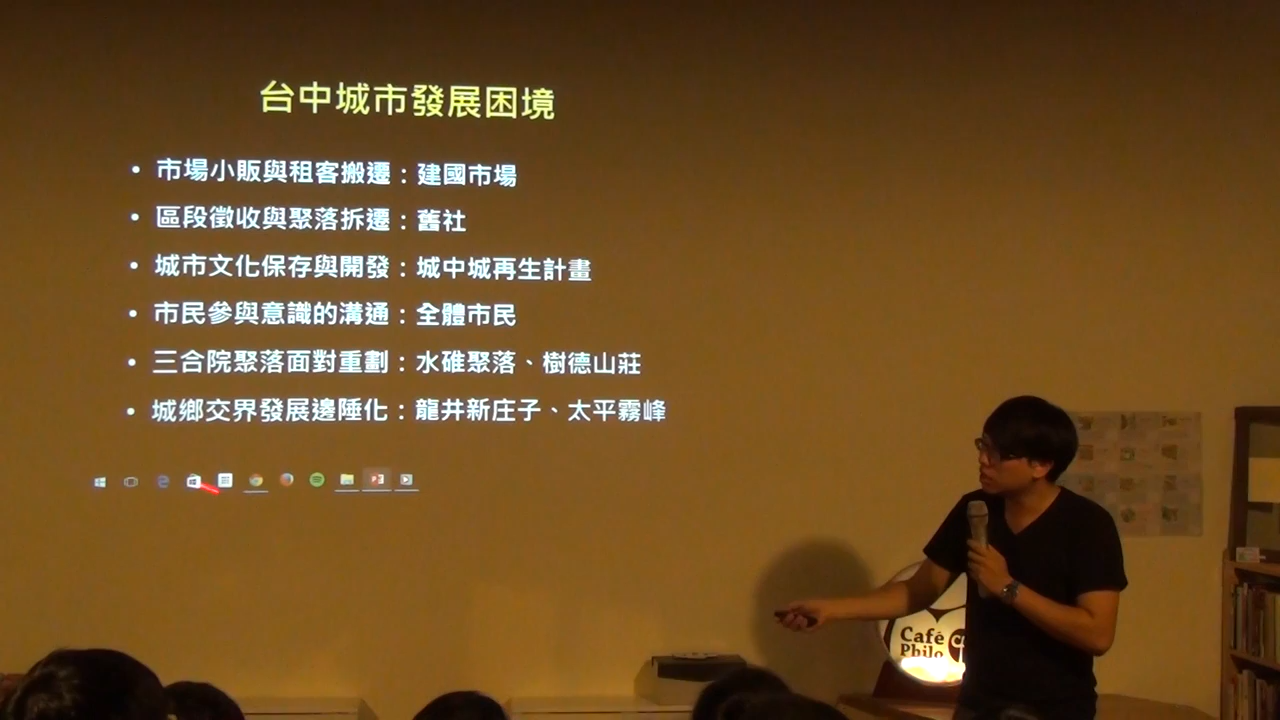 台中城市發展困境
• 市場小販與租客搬遷：建國市場
• 區段徵收與聚落拆遷：舊社
• 城市文化保存與開發：城中城再生計畫
• 市民參與意識的溝通：全體市民
• 三合院聚落面對重劃：水碓聚落、樹德山莊
• 城鄉交界發展邊陲化：龍井新庄子、太平霧峰
Café
Philo